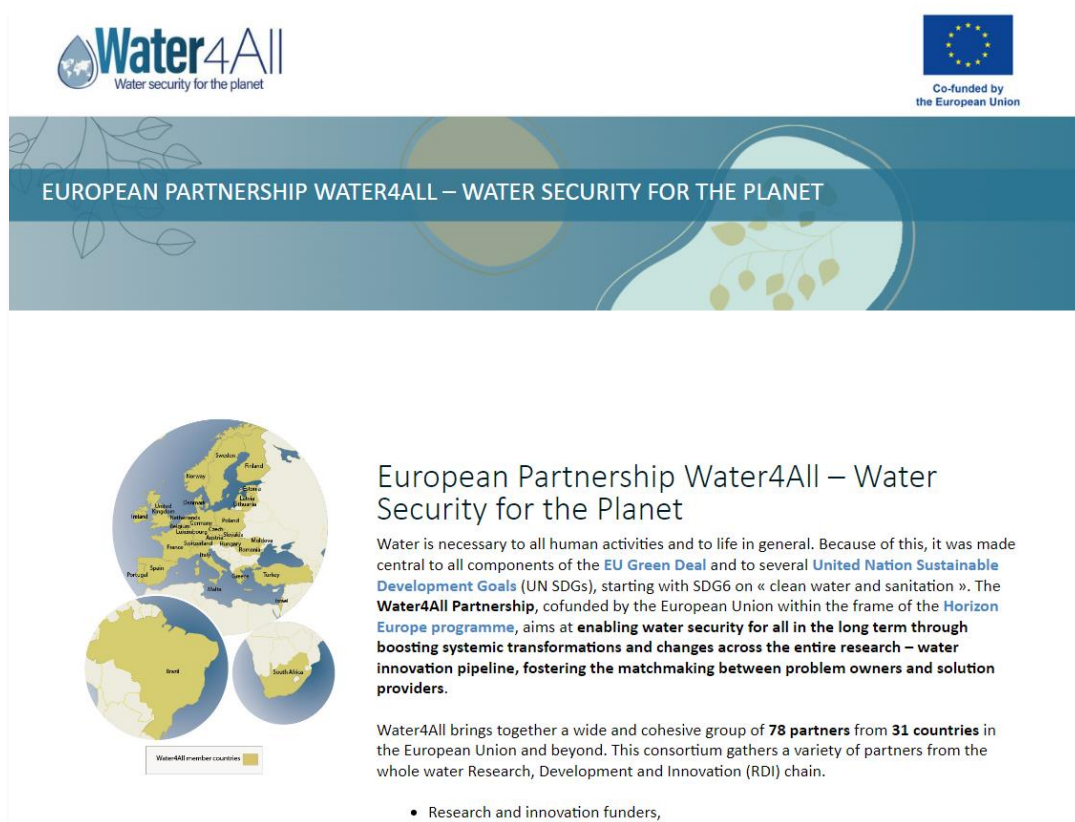 Water4All
Water security for the planet
Co-funded by
the European Union
EUROPEAN PARTNERSHIP WATER4ALL – WATER SECURITY FOR THE PLANET
Sweden
Finland
Norway
Estonia
Latvia
Lithuania
Denmark
United
Kingdom
Ireland
Netherlands
Belgium
Germany
Poland
Luxembourg
Czech
Slovakia
Austria
France
Switzerland
Hungary
Moldova
Romania
Italy
Spain
Portugal
Greece
Turkey
Malta
Israel
Brazil
South Africa
Water4All member countries
European Partnership Water4All – Water
Security for the Planet
Water is necessary to all human activities and to life in general. Because of this, it was made
central to all components of the EU Green Deal and to several United Nation Sustainable
Development Goals (UN SDGs), starting with SDG6 on « clean water and sanitation ». The
Water4All Partnership, cofunded by the European Union within the frame of the Horizon
Europe programme, aims at enabling water security for all in the long term through
boosting systemic transformations and changes across the entire research – water
innovation pipeline, fostering the matchmaking between problem owners and solution
providers.
Water4All brings together a wide and cohesive group of 78 partners from 31 countries in
the European Union and beyond. This consortium gathers a variety of partners from the
whole water Research, Development and Innovation (RDI) chain.
• Research and innovation funders,